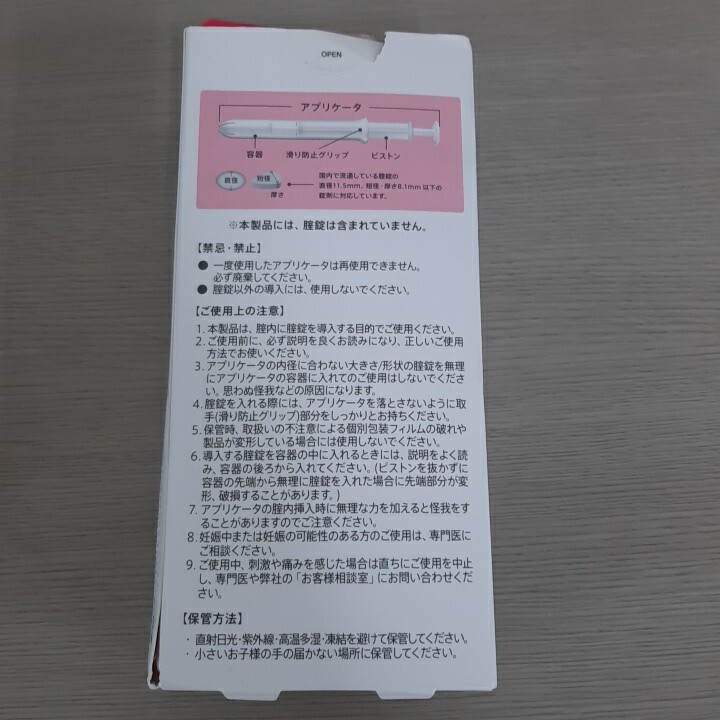 OPEN
アプリケータ
容器 滑り防止グリップ ピストン
直径 短径
厚さ
国内で流通している腟錠の
直径11.5mm、短径・厚さ8.1mm 以下の
錠剤に対応しています。
※本製品には、腟錠は含まれていません。
【禁忌・禁止】
● 一度使用したアプリケータは再使用できません。
必ず廃棄してください。
● 腟錠以外の導入には、使用しないでください。
【ご使用上の注意】
1. 本製品は、腟内に腟錠を導入する目的でご使用ください。
2. ご使用前に、必ず説明を良くお読みになり、正しいご使用
方法でお使いください。
3. アプリケータの内径に合わない大きさ/形状の腟錠を無理
にアプリケータの容器に入れてのご使用はしないでくださ
い。思わぬ怪我などの原因になります。
4. 腟錠を入れる際には、アプリケータを落とさないように取
手(滑り防止グリップ)部分をしっかりとお持ちください。
5. 保管時、取扱いの不注意による個別包装フィルムの破れや
製品が変形している場合には使用しないでください。
6. 導入する腟錠を容器の中に入れるときには、説明をよく読
み、容器の後ろから入れてください。(ピストンを抜かずに
容器の先端から無理に腟錠を入れた場合に先端部分が変
形、破損することがあります。)
7. アプリケータの腟内挿入時に無理な力を加えると怪我をす
ることがありますのでご注意ください。
8. 妊娠中または妊娠の可能性のある方のご使用は、専門医に
ご相談ください。
9. ご使用中、刺激や痛みを感じた場合は直ちにご使用を中止
し、専門医や弊社の「お客様相談室」にお問い合わせくださ
い。
【保管方法】
・ 直射日光・紫外線・高温多湿・凍結を避けて保管してください。
・ 小さいお子様の手の届かない場所に保管してください。